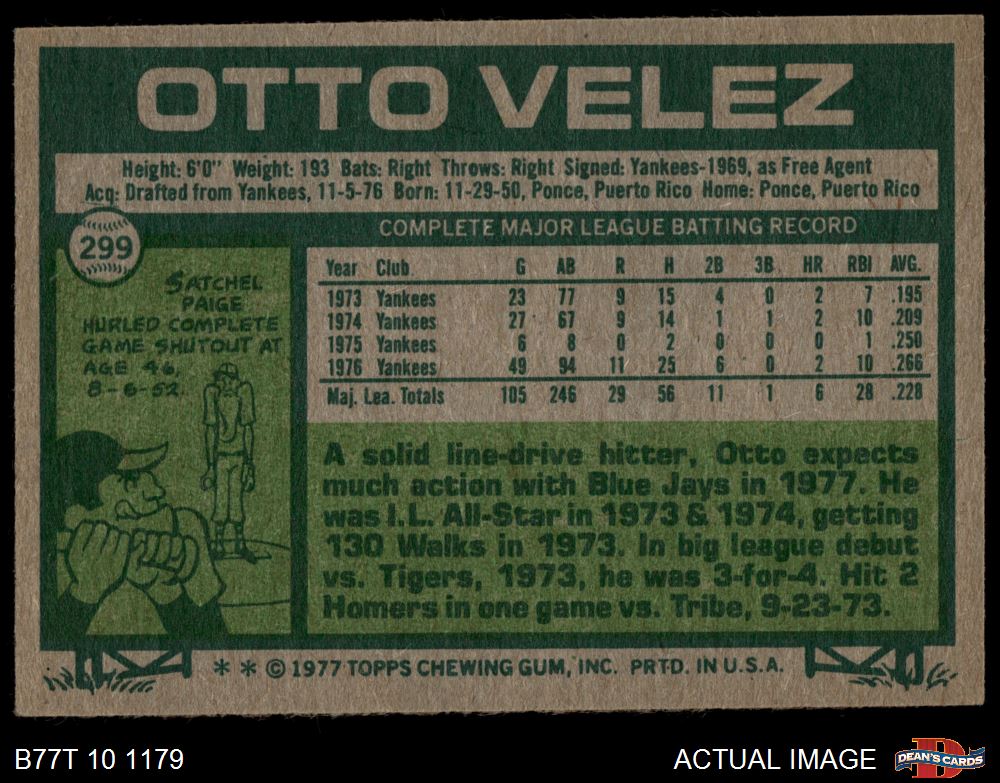 OTTO VELEZ
Height: 6'0" Weight: 193 Bats: Right Throws: Right Signed: Yankees-1969, as Free Agent
Acq: Drafted from Yankees, 11-5-76 Born: 11-29-50, Ponce, Puerto Rico Home: Ponce, Puerto Rico
299
SATCHEL
PAIGE
HURLED COMPLETE
GAME SHUTOUT AT
AGE 46,
8-6-52.
COMPLETE MAJOR LEAGUE BATTING RECORD
Year Club G AB R H 2B 3B HR RBI AVG.
1973 Yankees 23 77 9 15 4 0 2 7 .195
1974 Yankees 27 67 9 14 1 1 2 10 .209
1975 Yankees 6 8 0 2 0 0 0 1 .250
1976 Yankees 49 94 11 25 6 0 2 10 .266
Maj. Lea. Totals 105 246 29 56 11 1 6 28 .228
A solid line-drive hitter, Otto expects
much action with Blue Jays in 1977. He
was I.L. All-Star in 1973 & 1974, getting
130 Walks in 1973. In big league debut
vs. Tigers, 1973, he was 3-for-4. Hit 2
Homers in one game vs. Tribe, 9-23-73.
* * © 1977 TOPPS CHEWING GUM, INC. PRTD. IN U.S.A.
B77T 10 1179
ACTUAL IMAGE
D
DEAN'S CARDS